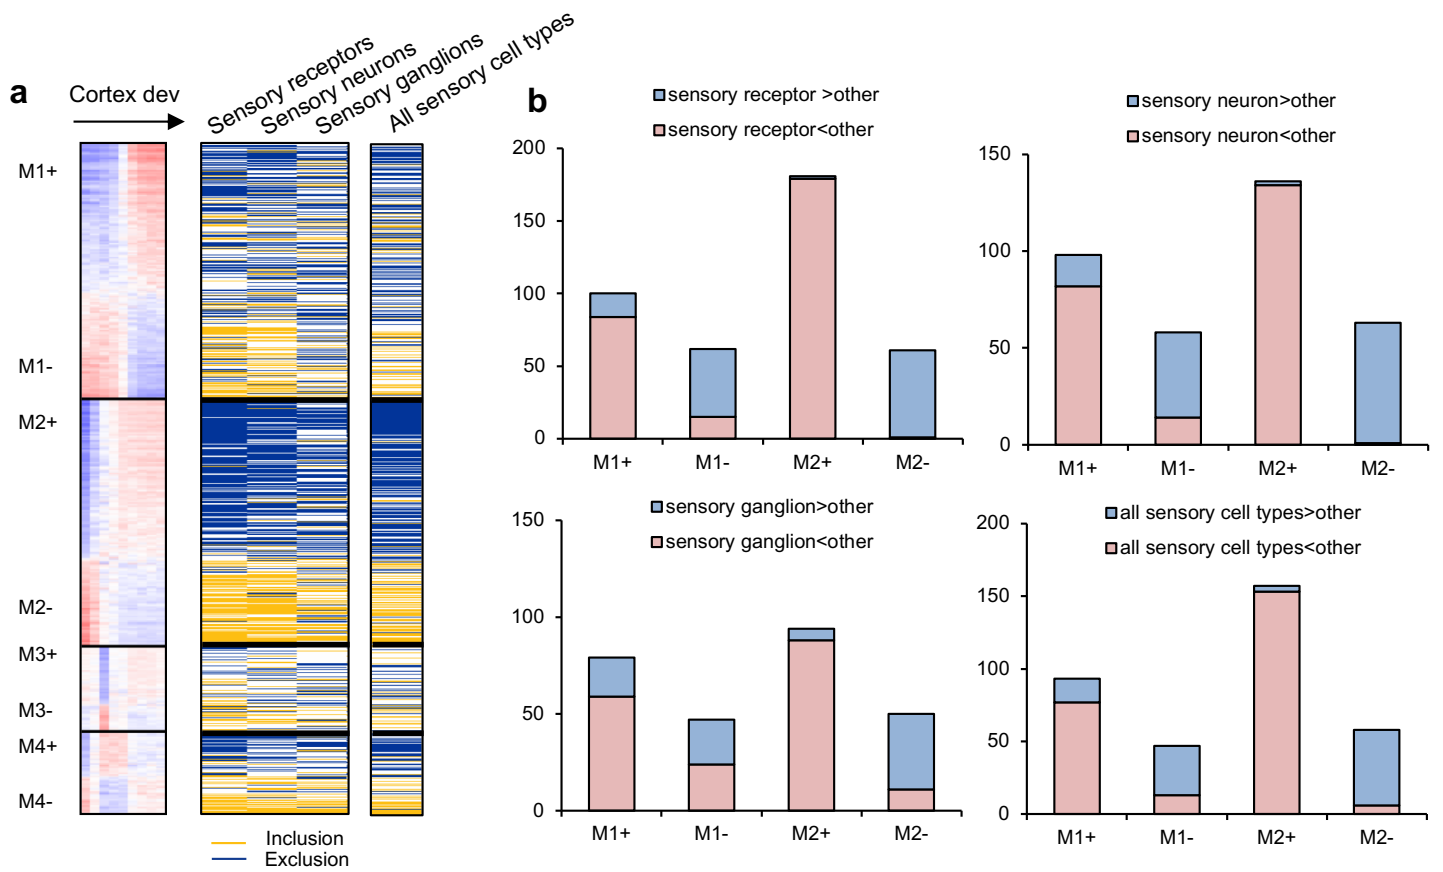 a
Cortex dev
Sensory receptors
Sensory neurons
Sensory ganglions
All sensory cell types
M1+
M1-
M2+
M2-
M3+
M3-
M4+
M4-
Inclusion
Exclusion
b
sensory receptor >other
sensory receptor<other
200
150
100
50
0
M1+ M1- M2+ M2-
sensory neuron>other
sensory neuron<other
150
100
50
0
M1+ M1- M2+ M2-
sensory ganglion>other
sensory ganglion<other
150
100
50
0
M1+ M1- M2+ M2-
all sensory cell types>other
all sensory cell types<other
200
150
100
50
0
M1+ M1- M2+ M2-